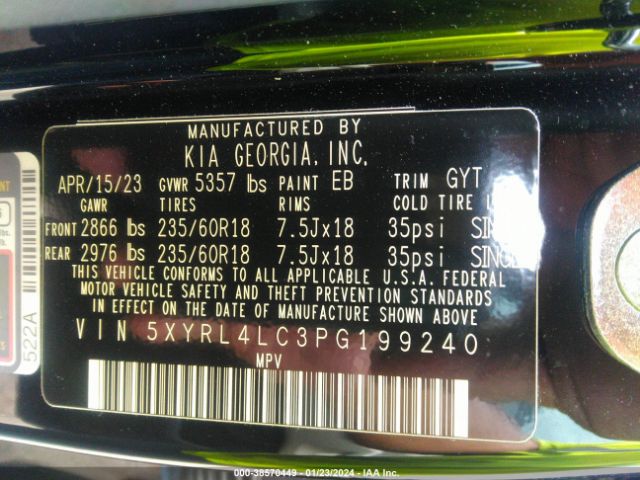 MANUFACTURED BY
KIA GEORGIA, INC.
APR/15/23 GVWR 5357 lbs PAINT EB TRIM GYT
GAWR TIRES RIMS COLD TIRE
FRONT 2866 lbs 235/60R18 7.5Jx18 35psi
REAR 2976 lbs 235/60R18 7.5Jx18 35psi
THIS VEHICLE CONFORMS TO ALL APPLICABLE U.S.A. FEDERAL
MOTOR VEHICLE SAFETY AND THEFT PREVENTION STANDARDS
IN EFFECT ON THE DATE OF MANUFACTURE SHOWN ABOVE.
VIN 5XYRL4LC3PG199240
MPV
522A
000-38570449 - 01/23/2024 - IAA Inc.